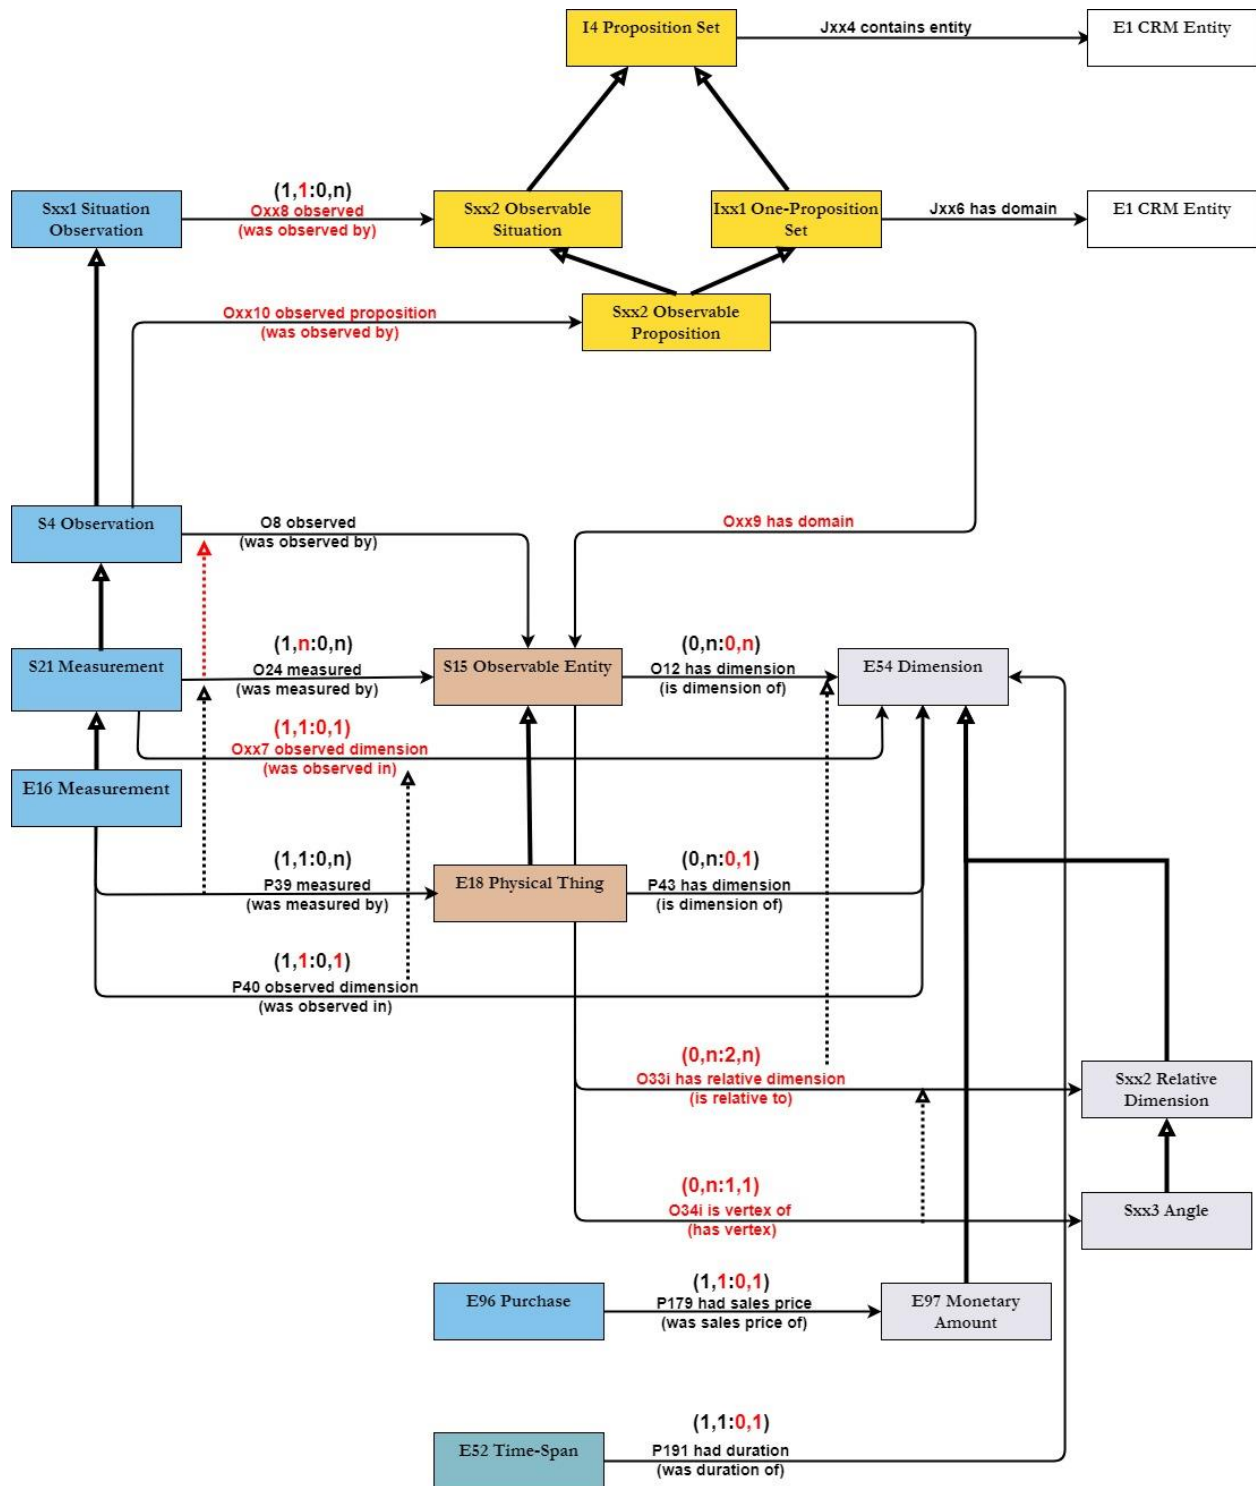 I4 Proposition Set
Jxx4 contains entity
E1 CRM Entity
(1,1:0,n)
Sxx1 Situation
Observation
Oxx8 observed
(was observed by)
Sxx2 Observable
Situation
Ixx1 One-Proposition
Set
Jxx6 has domain
E1 CRM Entity
Oxx10 observed proposition
(was observed by)
Sxx2 Observable
Proposition
S4 Observation
O8 observed
(was observed by)
Oxx9 has domain
(1,n:0,n)
(0,n:0,n)
S21 Measurement
O24 measured
(was measured by)
S15 Observable Entity
O12 has dimension
(is dimension of)
E54 Dimension
(1,1:0,1)
Oxx7 observed dimension
(was observed in)
E16 Measurement
(1,1:0,n)
(0,n:0,1)
P39 measured
(was measured by)
E18 Physical Thing
P43 has dimension
(is dimension of)
(1,1:0,1)
P40 observed dimension
(was observed in)
(0,n:2,n)
O33i has relative dimension
(is relative to)
Sxx2 Relative
Dimension
(0,n:1,1)
O34i is vertex of
(has vertex)
Sxx3 Angle
(1,1:0,1)
E96 Purchase
P179 had sales price
(was sales price of)
E97 Monetary
Amount
(1,1:0,1)
E52 Time-Span
P191 had duration
(was duration of)